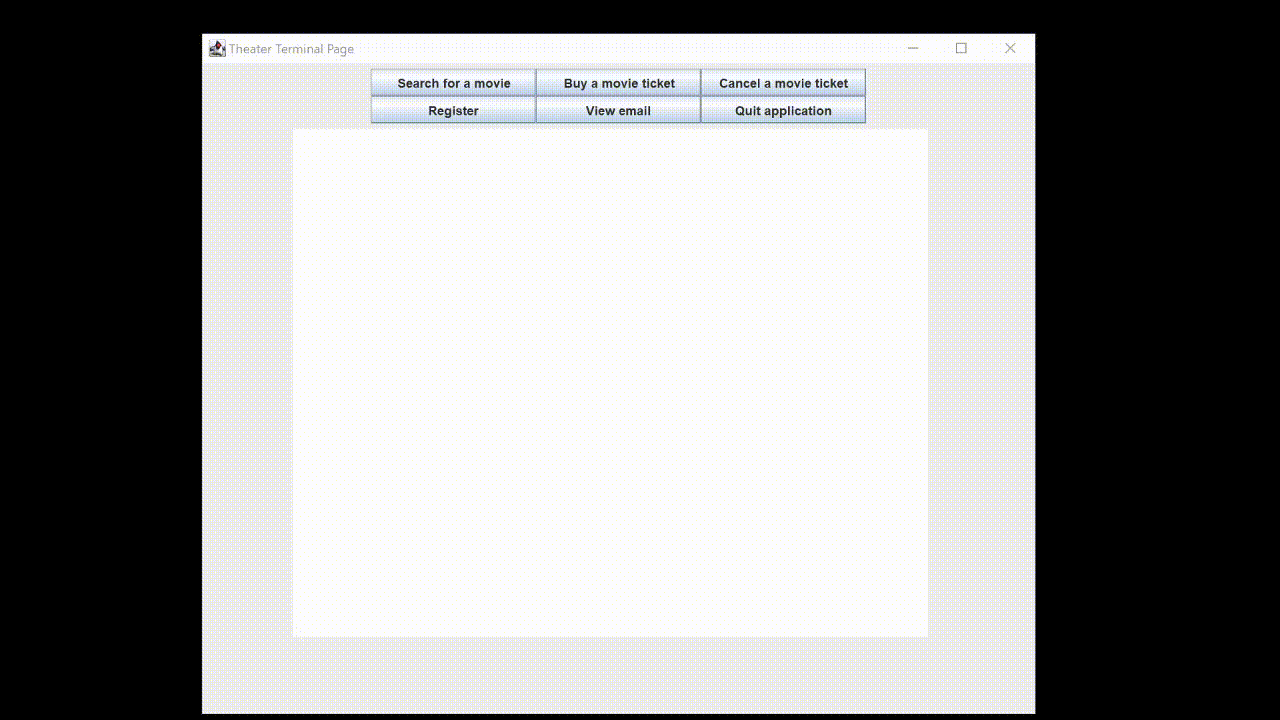 Theater Terminal Page
Search for a movie Buy a movie ticket Cancel a movie ticket
Register View email Quit application